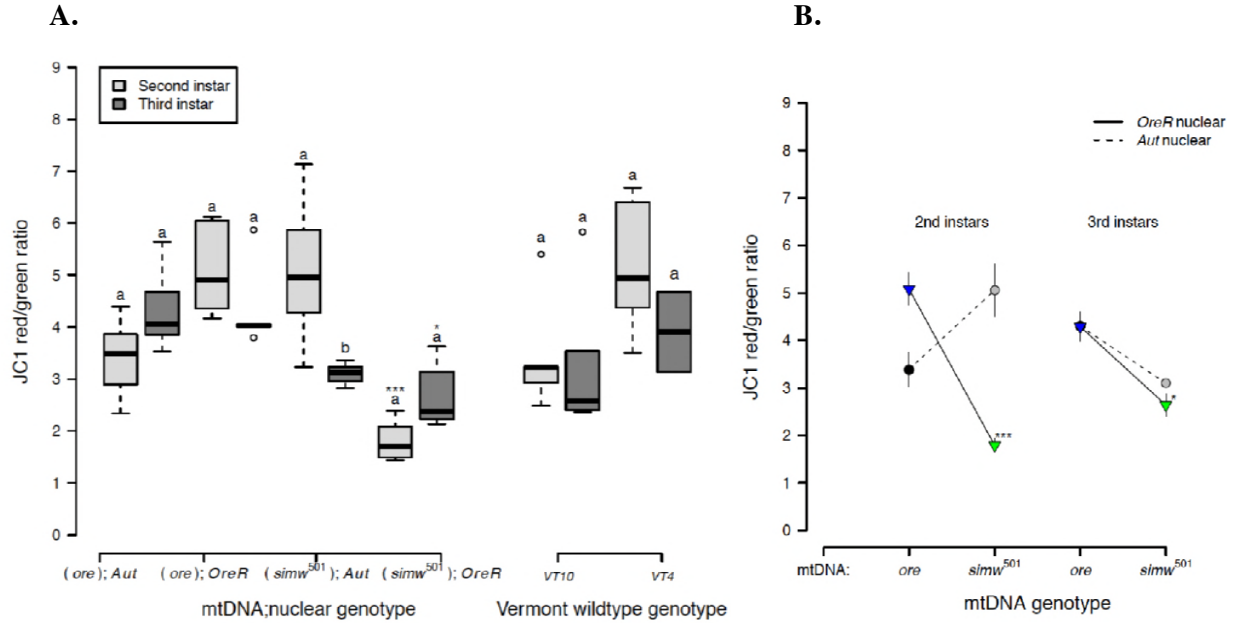 A.
B.
9
8
7
6
5
4
3
2
1
0
JC1 red/green ratio
Second instar
Third instar
a
a
a
a
a
b
***
a
*
a
a
a
a
a
( ore); Aut
( ore); OreR
( simw501); Aut
( simw501); OreR
VT10
VT4
mtDNA;nuclear genotype
Vermont wildtype genotype
9
8
7
6
5
4
3
2
1
0
JC1 red/green ratio
OreR nuclear
Aut nuclear
2nd instars
3rd instars
***
*
mtDNA:
ore
simw501
ore
simw501
mtDNA genotype